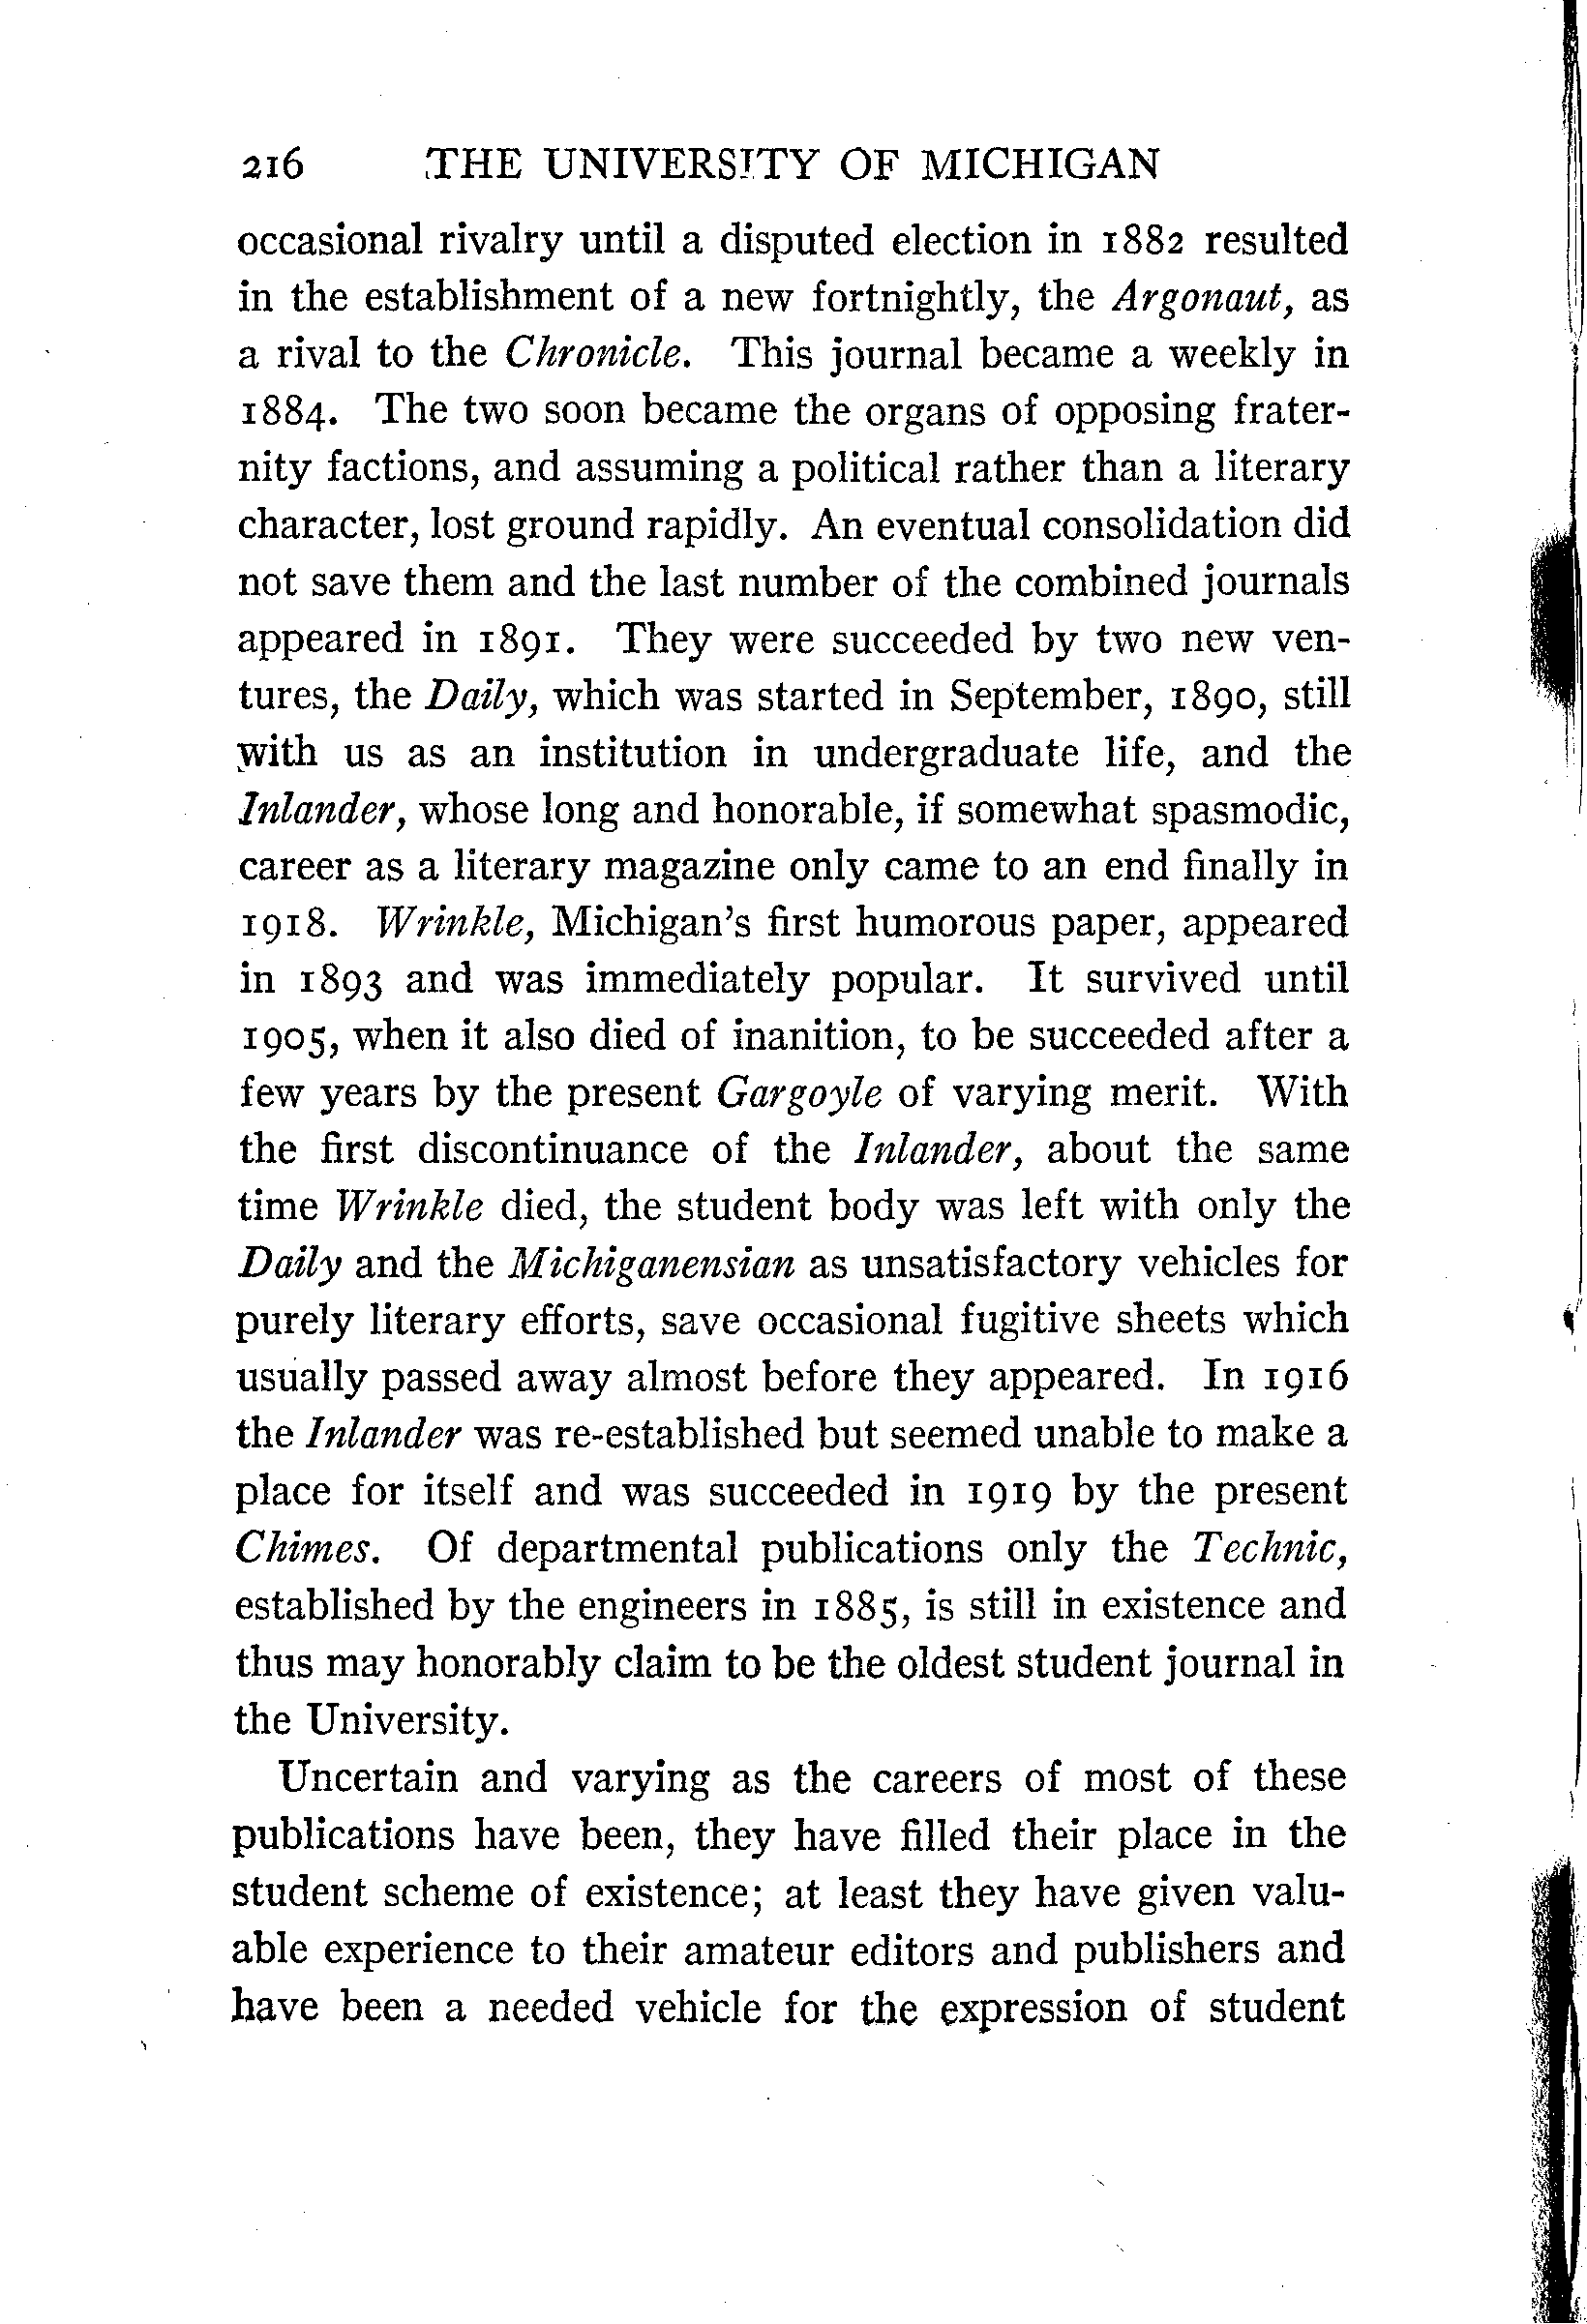 216 THE UNIVERSITY OF MICHIGAN
occasional rivalry until a disputed election in 1882 resulted
in the establishment of a new fortnightly, the Argonaut, as
a rival to the Chronicle. This journal became a weekly in
1884. The two soon became the organs of opposing frater-
nity factions, and assuming a political rather than a literary
character, lost ground rapidly. An eventual consolidation did
not save them and the last number of the combined journals
appeared in 1891. They were succeeded by two new ven-
tures, the Daily, which was started in September, 1890, still
with us as an institution in undergraduate life, and the
Inlander, whose long and honorable, if somewhat spasmodic,
career as a literary magazine only came to an end finally in
1918. Wrinkle, Michigan's first humorous paper, appeared
in 1893 and was immediately popular. It survived until
1905, when it also died of inanition, to be succeeded after a
few years by the present Gargoyle of varying merit. With
the first discontinuance of the Inlander, about the same
time Wrinkle died, the student body was left with only the
Daily and the Michiganensian as unsatisfactory vehicles for
purely literary efforts, save occasional fugitive sheets which
usually passed away almost before they appeared. In 1916
the Inlander was re-established but seemed unable to make a
place for itself and was succeeded in 1919 by the present
Chimes. Of departmental publications only the Technic,
established by the engineers in 1885, is still in existence and
thus may honorably claim to be the oldest student journal in
the University.
Uncertain and varying as the careers of most of these
publications have been, they have filled their place in the
student scheme of existence; at least they have given valu-
able experience to their amateur editors and publishers and
have been a needed vehicle for the expression of student